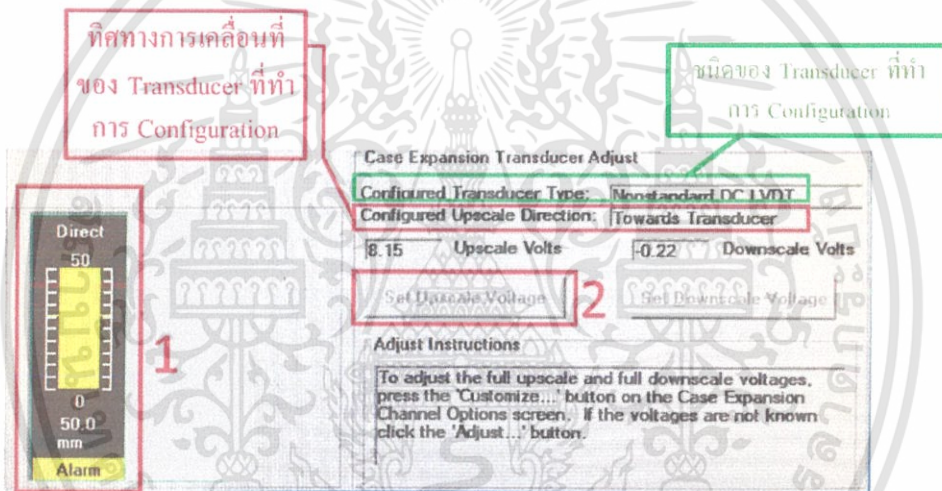 ทิศทางการเคลื่อนที่
ของ Transducer ที่ทำ
การ Configuration
ชนิดของ Transducer ที่ทำ
การ Configuration
Case Expansion Transducer Adjust
Configured Transducer Type: Nonstandard DC LVDT
Configured Upscale Direction: Towards Transducer
8.15 Upscale Volts -0.22 Downscale Volts
Set Upscale Voltage 2 Set Downscale Voltage
Adjust Instructions
To adjust the full upscale and full downscale voltages,
press the 'Customize...' button on the Case Expansion
Channel Options screen. If the voltages are not known
click the 'Adjust...' button.
Direct
50
1
0
50.0
mm
Alarm